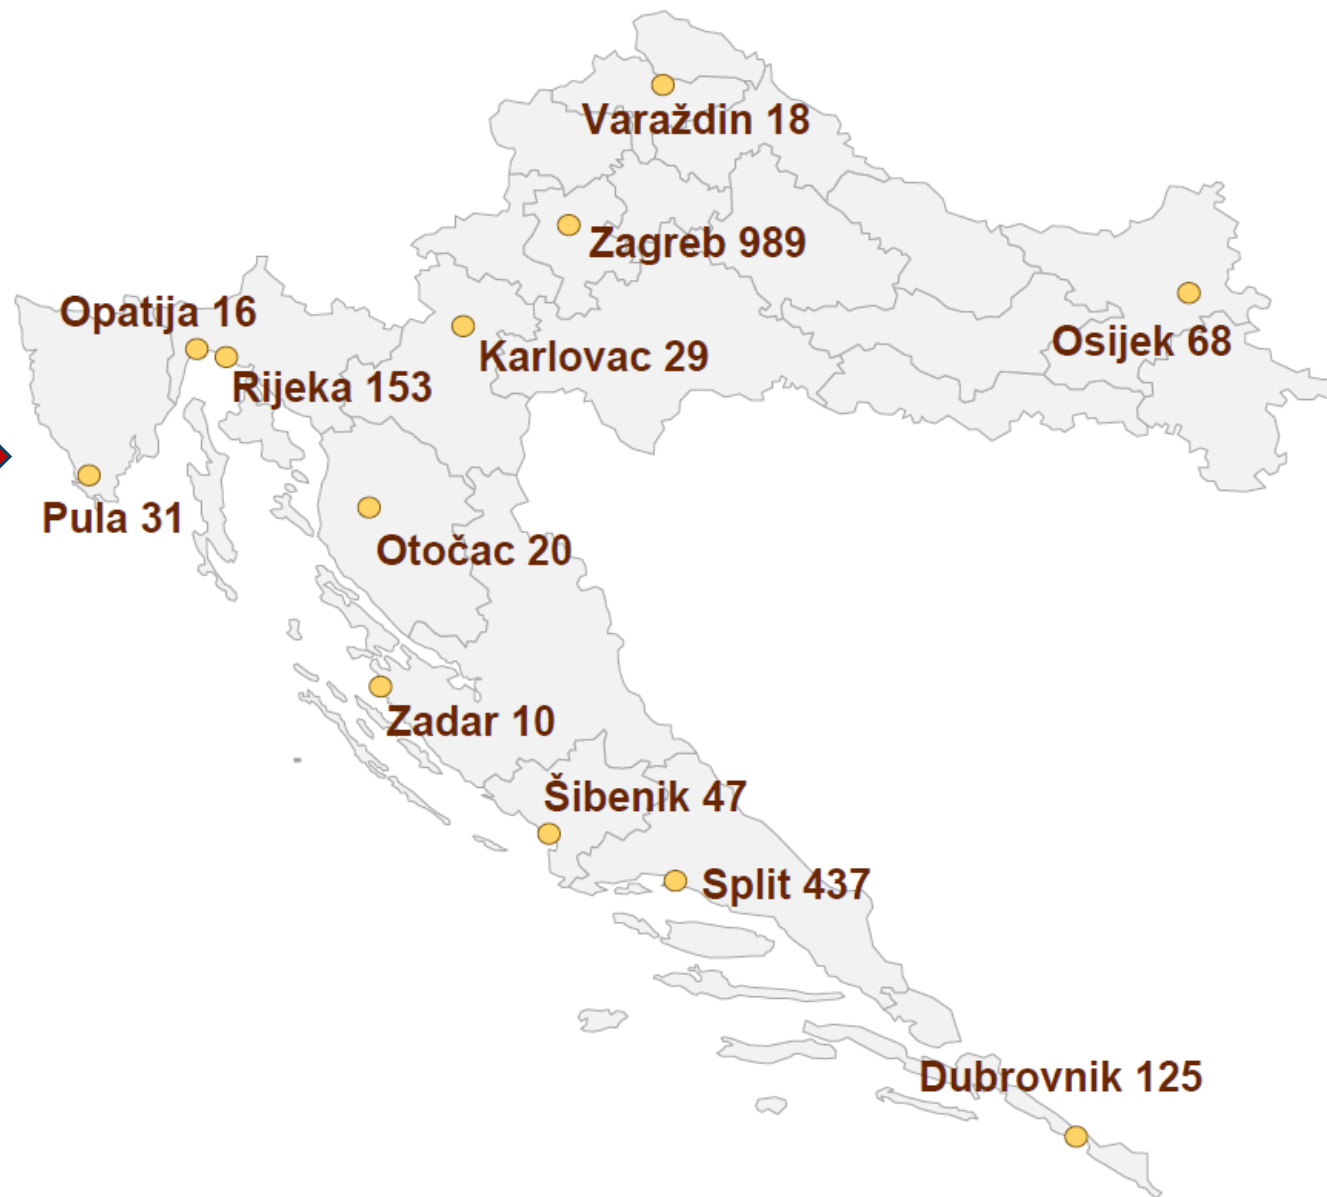 Varaždin 18
Zagreb 989
Opatija 16
Osijek 68
Karlovac 29
Rijeka 153
Pula 31
Otočac 20
Zadar 10
Šibenik 47
Split 437
Dubrovnik 125